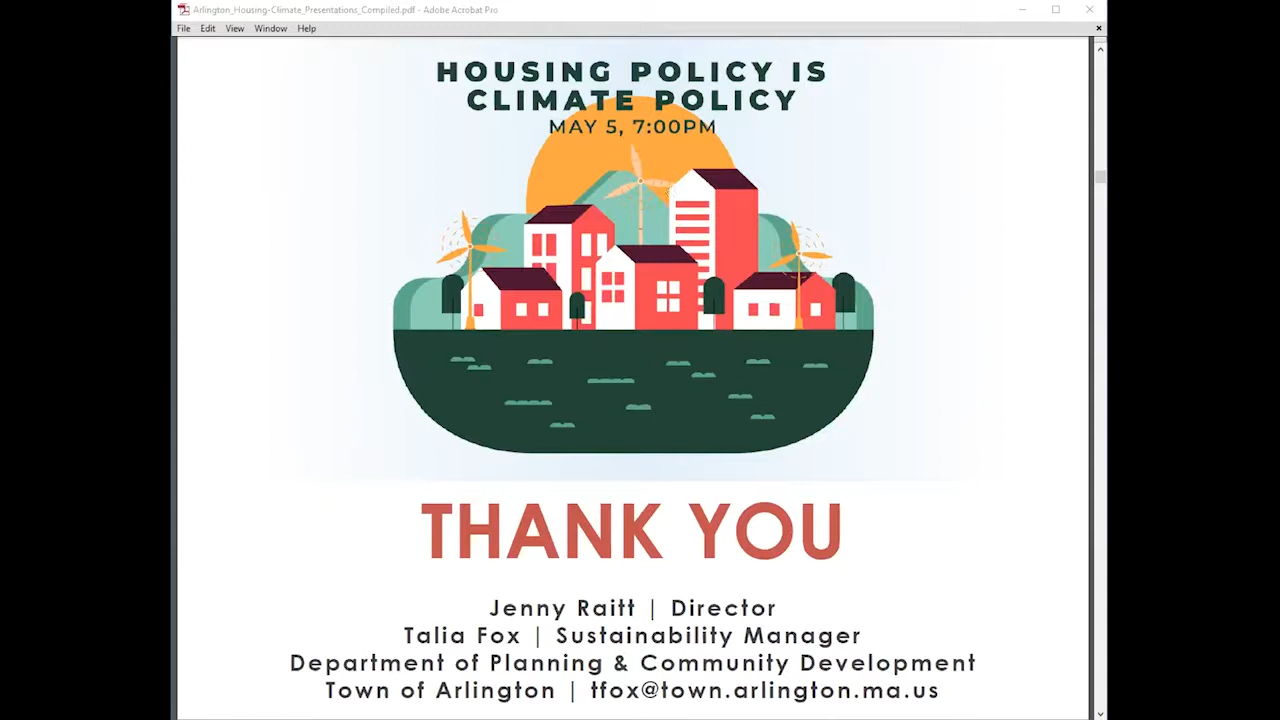 Arlington_Housing-Climate_Presentations_Compiled.pdf - Adobe Acrobat Pro
File Edit View Window Help
HOUSING POLICY IS
CLIMATE POLICY
MAY 5, 7:00PM
THANK YOU
Jenny Raitt | Director
Talia Fox | Sustainability Manager
Department of Planning & Community Development
Town of Arlington | tfox@town.arlington.ma.us